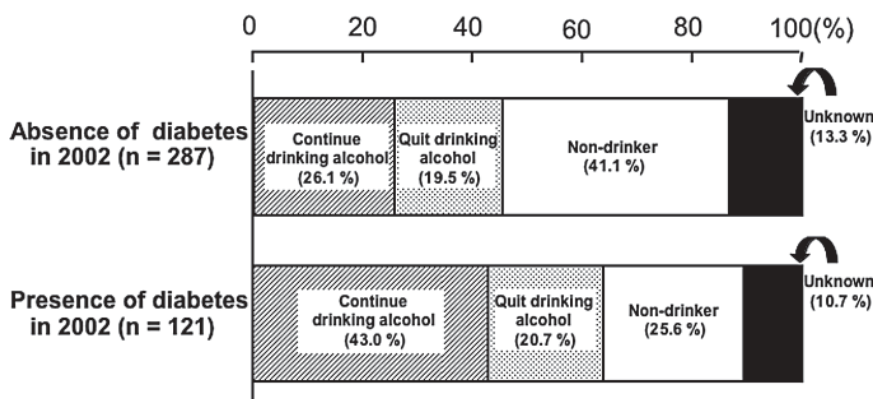 0 20 40 60 80 100(%)
Absence of diabetes
in 2002 (n = 287)
Continue
drinking alcohol
(26.1 %)
Quit drinking
alcohol
(19.5 %)
Non-drinker
(41.1 %)
Unknown
(13.3 %)
Presence of diabetes
in 2002 (n = 121)
Continue
drinking alcohol
(43.0 %)
Quit drinking
alcohol
(20.7 %)
Non-drinker
(25.6 %)
Unknown
(10.7 %)